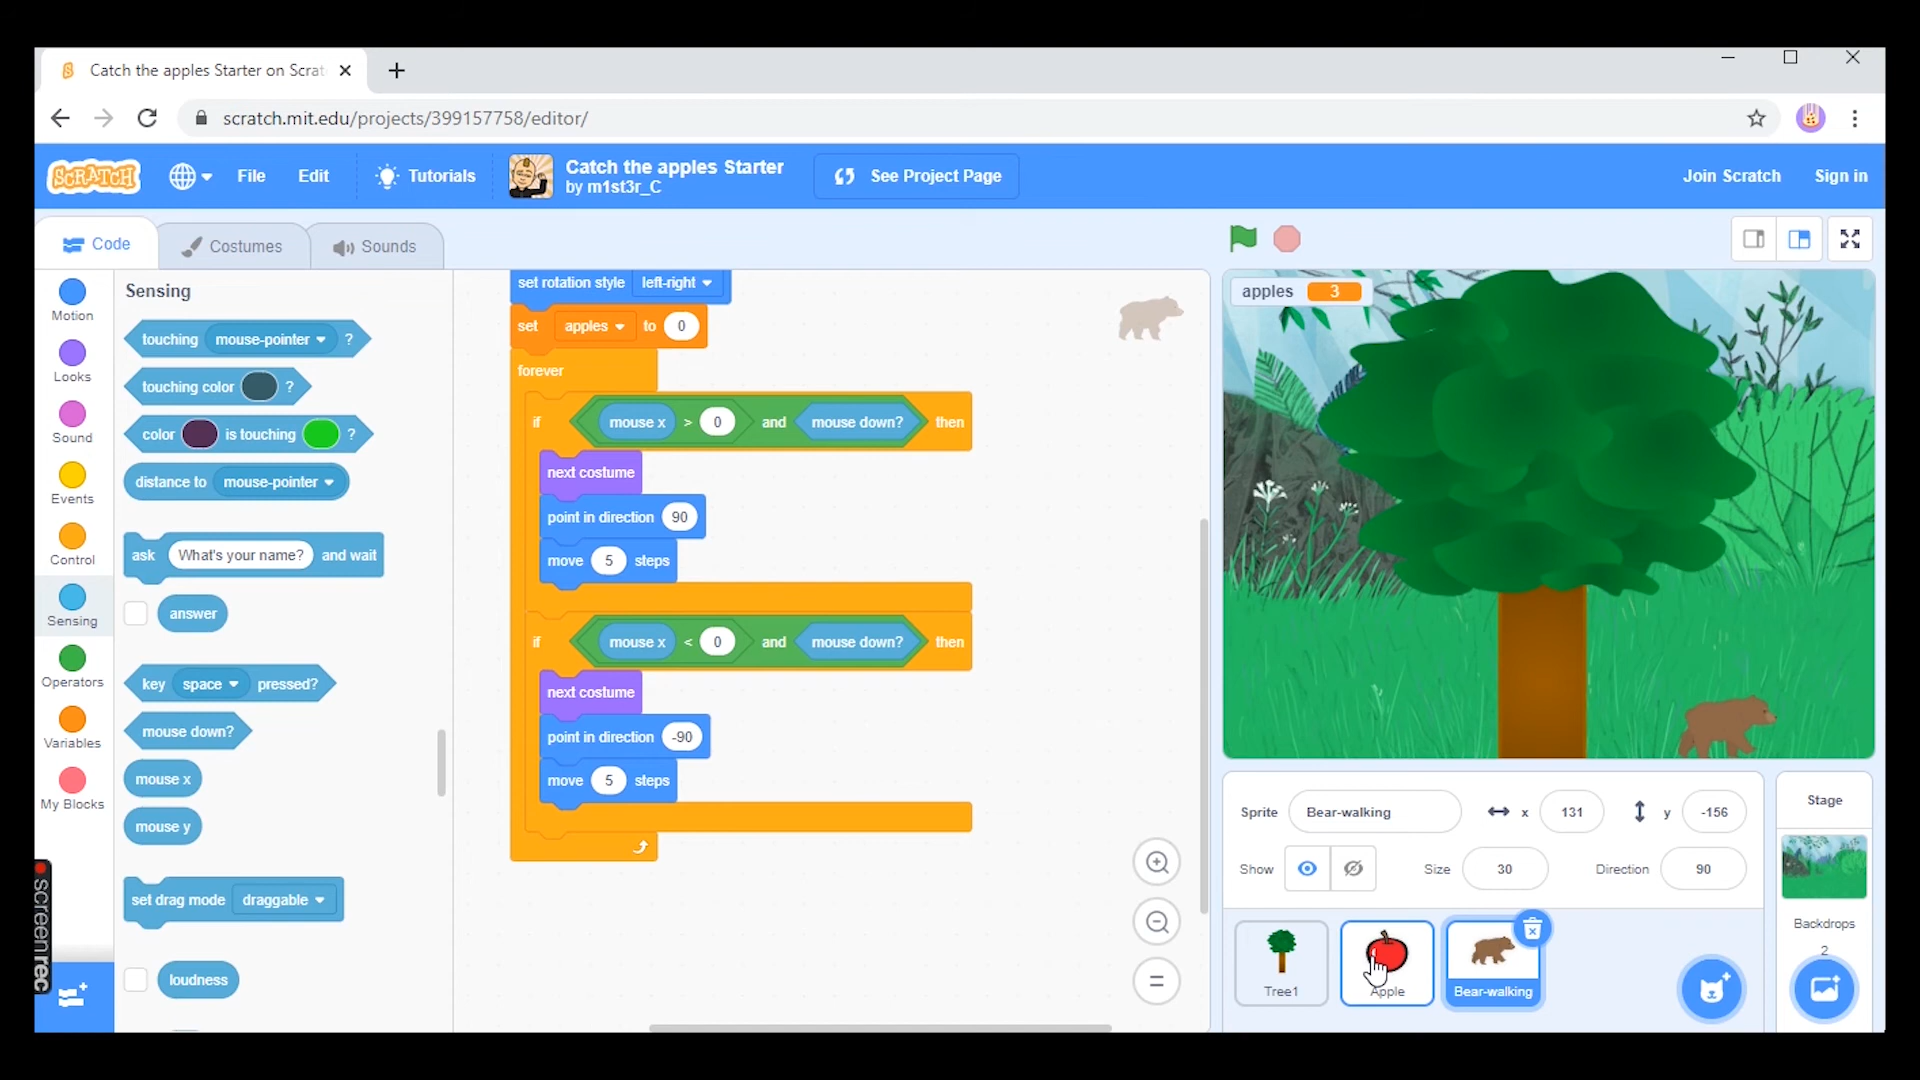 Catch the apples Starter on Scrat
scratch.mit.edu/projects/399157758/editor/
SCRATCH
File
Edit
Tutorials
Catch the apples Starter
by m1st3r_C
See Project Page
Join Scratch
Sign in
Code
Costumes
Sounds
Motion
Looks
Sound
Events
Control
Sensing
Operators
Variables
My Blocks
Sensing
touching mouse-pointer ?
touching color ?
color is touching ?
distance to mouse-pointer
ask What's your name? and wait
answer
key space pressed?
mouse down?
mouse x
mouse y
set drag mode draggable
loudness
set rotation style left-right
set apples to 0
forever
if mouse x > 0 and mouse down? then
next costume
point in direction 90
move 5 steps
if mouse x < 0 and mouse down? then
next costume
point in direction -90
move 5 steps
apples 3
Sprite Bear-walking x 131 y -156
Show Size 30 Direction 90
Tree1
Apple
Bear-walking
Stage
Backdrops
2
screenrec